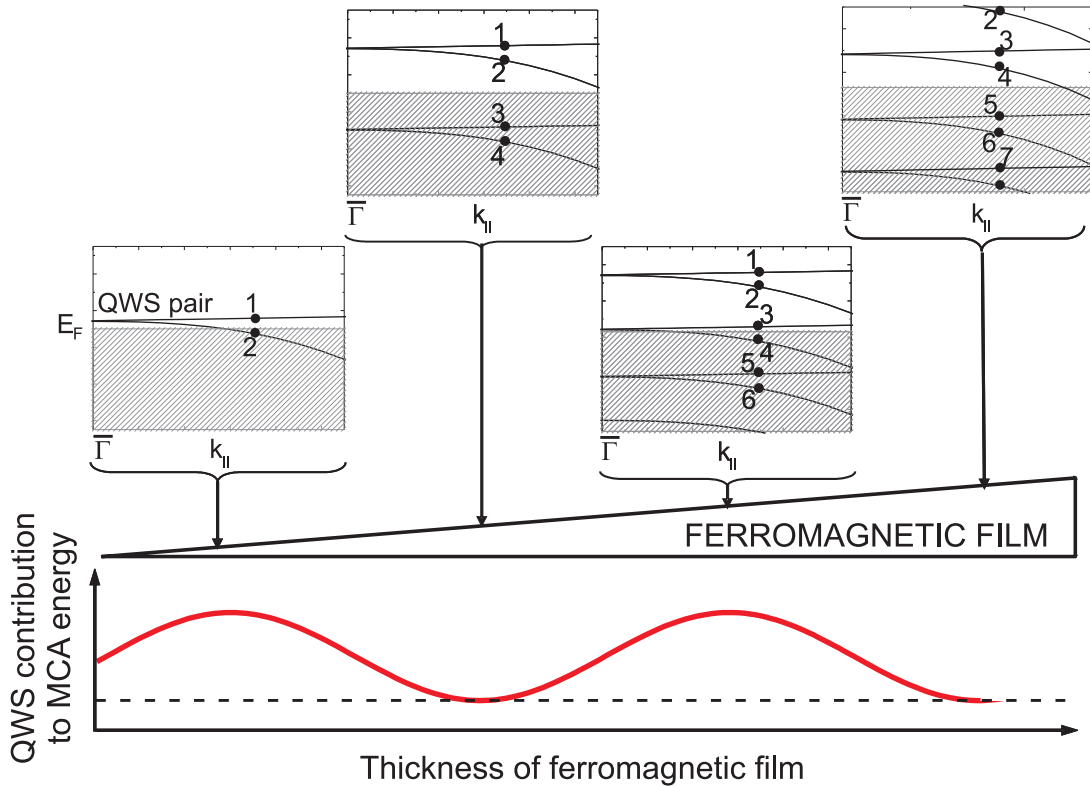 1
2
3
4
Γ̅
k||
2
3
4
5
6
7
Γ̅
k||
QWS pair
1
2
E_F
Γ̅
k||
1
2
3
4
5
6
Γ̅
k||
FERROMAGNETIC FILM
QWS contribution
to MCA energy
Thickness of ferromagnetic film